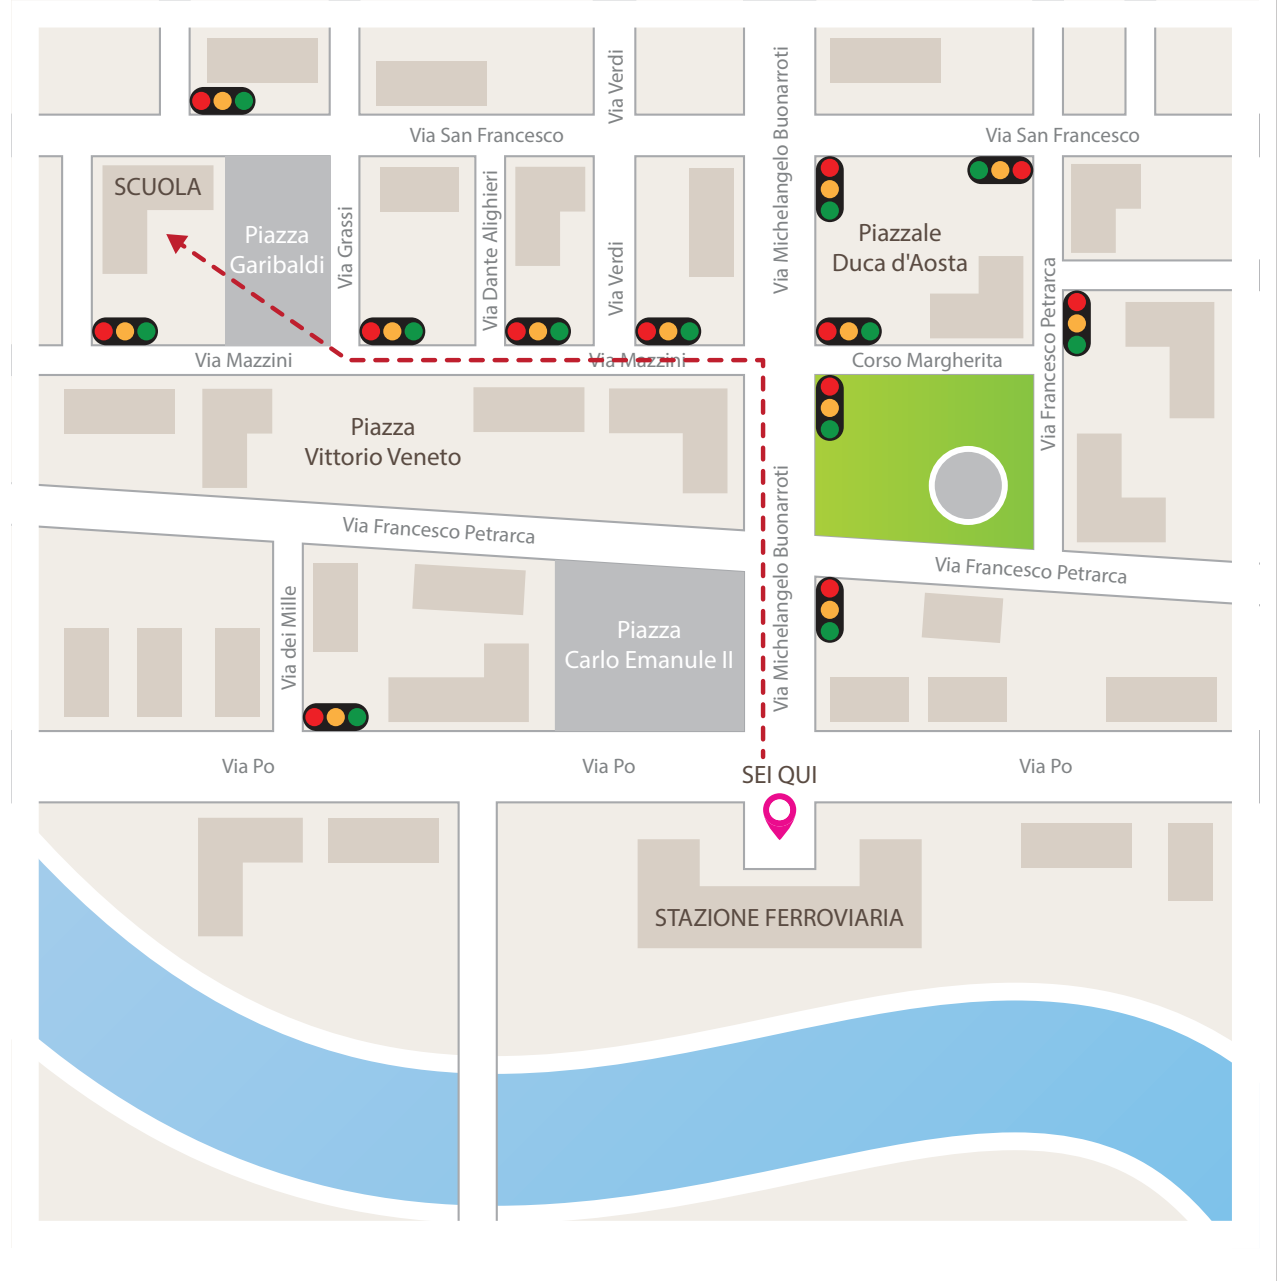 Via Verdi
Via Michelangelo Buonarroti
Via San Francesco
Via San Francesco
SCUOLA
Piazza
Garibaldi
Via Grassi
Via Dante Alighieri
Via Verdi
Piazzale
Duca d'Aosta
Via Francesco Petrarca
Via Mazzini
Via Mazzini
Corso Margherita
Piazza
Vittorio Veneto
Via Francesco Petrarca
Via Michelangelo Buonarroti
Via Francesco Petrarca
Via dei Mille
Piazza
Carlo Emanule II
Via Po
Via Po
Via Po
SEI QUI
STAZIONE FERROVIARIA